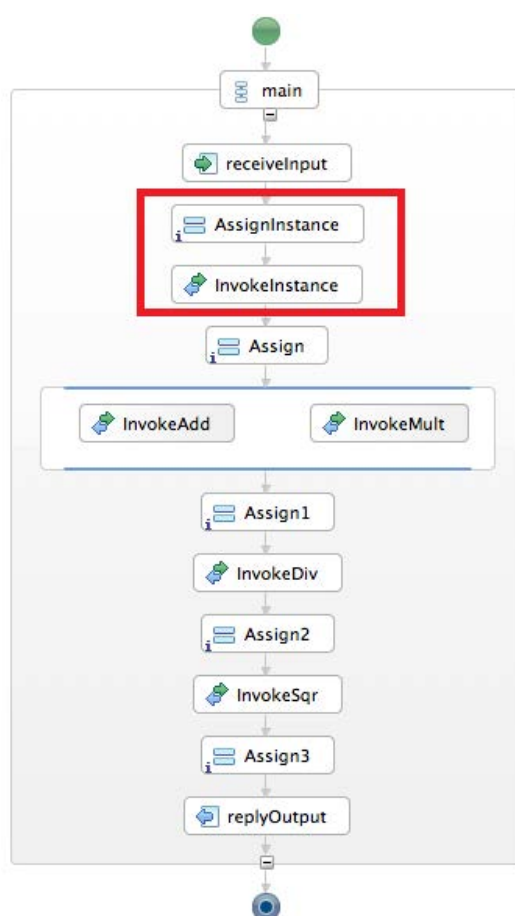 main
receiveInput
AssignInstance
InvokeInstance
Assign
InvokeAdd InvokeMult
Assign1
InvokeDiv
Assign2
InvokeSqr
Assign3
replyOutput